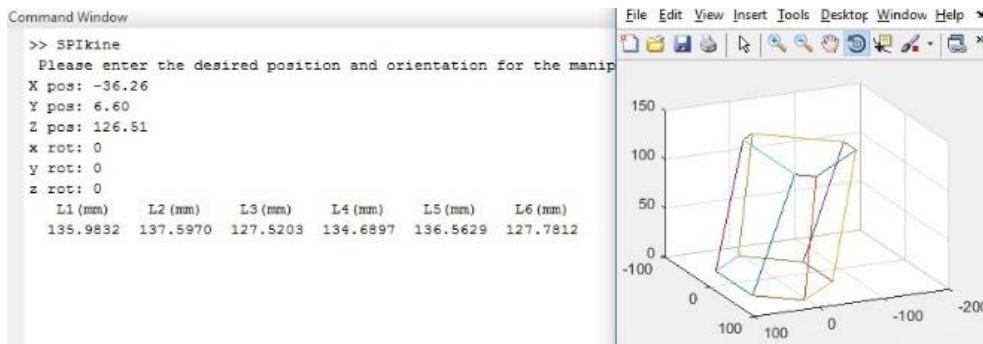 Command Window
>> SPIkine
Please enter the desired position and orientation for the manip
X pos: -36.26
Y pos: 6.60
Z pos: 126.51
x rot: 0
y rot: 0
z rot: 0
L1(mm) L2(mm) L3(mm) L4(mm) L5(mm) L6(mm)
135.9832 137.5970 127.5203 134.6897 136.5629 127.7812
File Edit View Insert Tools Desktop Window Help
150
100
50
0
-100
0
100
100
0
-100
-200